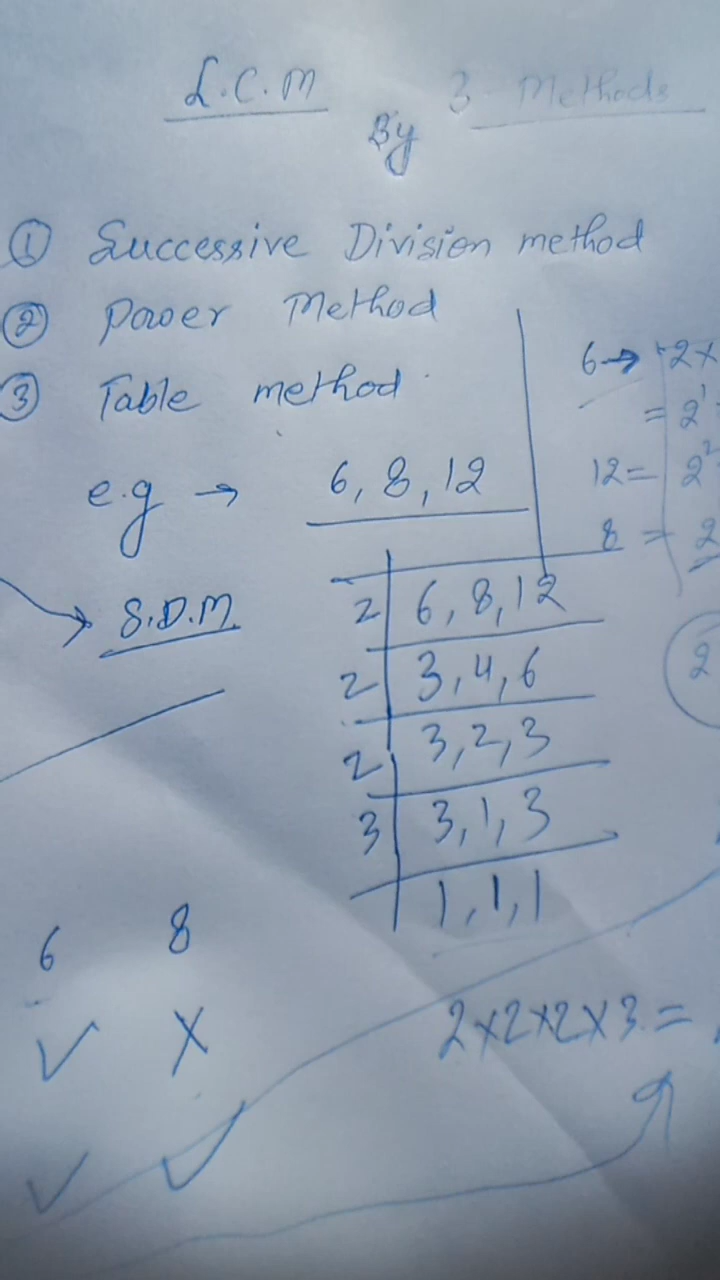 L.C.M By 3 Methods
① Successive Division method
② Power Method
③ Table method
e.g → 6, 8, 12
6 → 2×
= 2¹
12 = 2²
8 = 2
S.D.M.
2 | 6, 8, 12
2 | 3, 4, 6
2 | 3, 2, 3
3 | 3, 1, 3
1, 1, 1
2
6 8
✓ X
✓ ✓
2×2×2×3 =